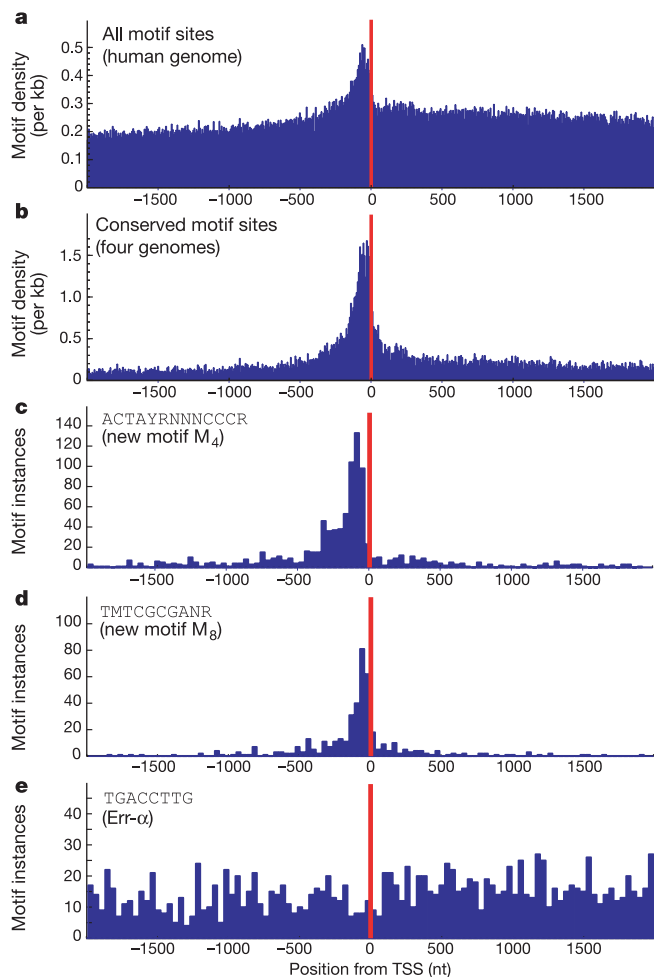 a
All motif sites
(human genome)
Motif density
(per kb)
0.5
0.4
0.3
0.2
0.1
0
−1500 −1000 −500 0 500 1000 1500
b
Conserved motif sites
(four genomes)
Motif density
(per kb)
1.5
1.0
0.5
0
−1500 −1000 −500 0 500 1000 1500
c
ACTAYRNNNCCCR
(new motif M4)
Motif instances
140
120
100
80
60
40
20
0
−1500 −1000 −500 0 500 1000 1500
d
TMTCGCGANR
(new motif M8)
Motif instances
100
80
60
40
20
0
−1500 −1000 −500 0 500 1000 1500
e
TGACCTTG
(Err-α)
Motif instances
40
30
20
10
0
−1500 −1000 −500 0 500 1000 1500
Position from TSS (nt)